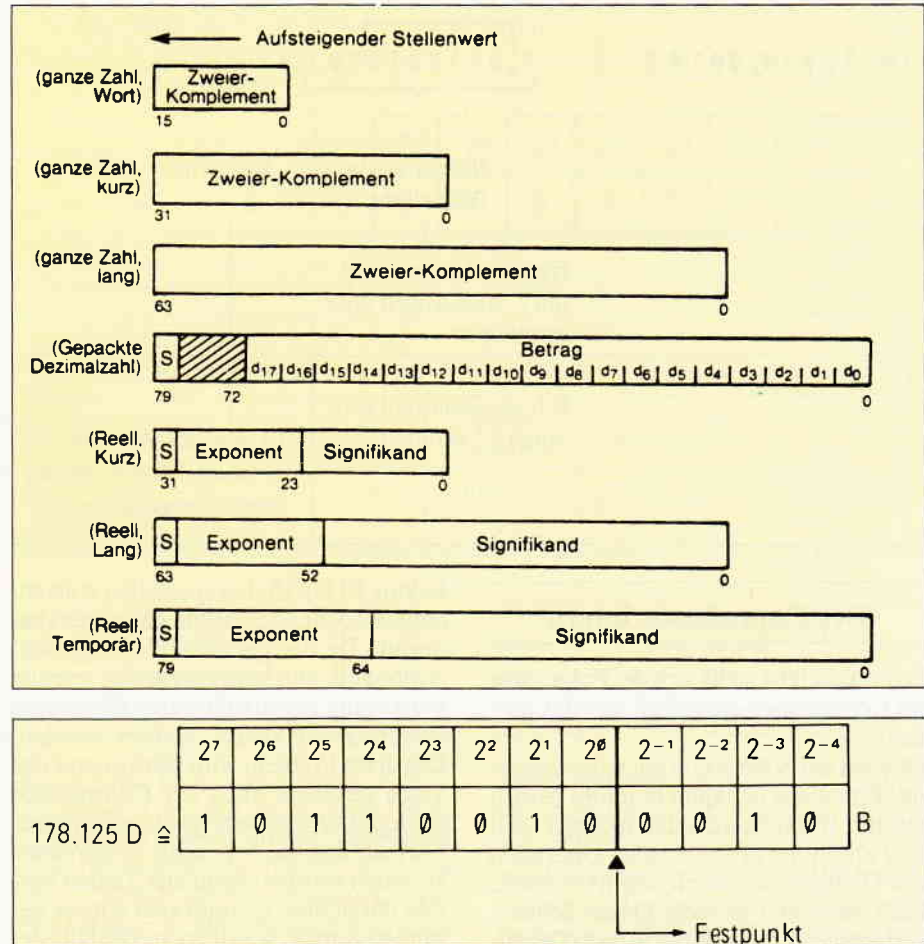 Aufsteigender Stellenwert
(ganze Zahl,
Wort)
Zweier-
Komplement
15 0
(ganze Zahl,
kurz)
Zweier-Komplement
31 0
(ganze Zahl,
lang)
Zweier-Komplement
63 0
(Gepackte
Dezimalzahl)
S
Betrag
d17 d16 d15 d14 d13 d12 d11 d10 d9 d8 d7 d6 d5 d4 d3 d2 d1 d0
79 72 0
(Reell,
Kurz)
S Exponent Signifikand
31 23 0
(Reell,
Lang)
S Exponent Signifikand
63 52 0
(Reell,
Temporär)
S Exponent Signifikand
79 64 0
2⁷ 2⁶ 2⁵ 2⁴ 2³ 2² 2¹ 2⁰ 2⁻¹ 2⁻² 2⁻³ 2⁻⁴
178.125 D ≙ 1 0 1 1 0 0 1 0 0 0 1 0 B
Festpunkt